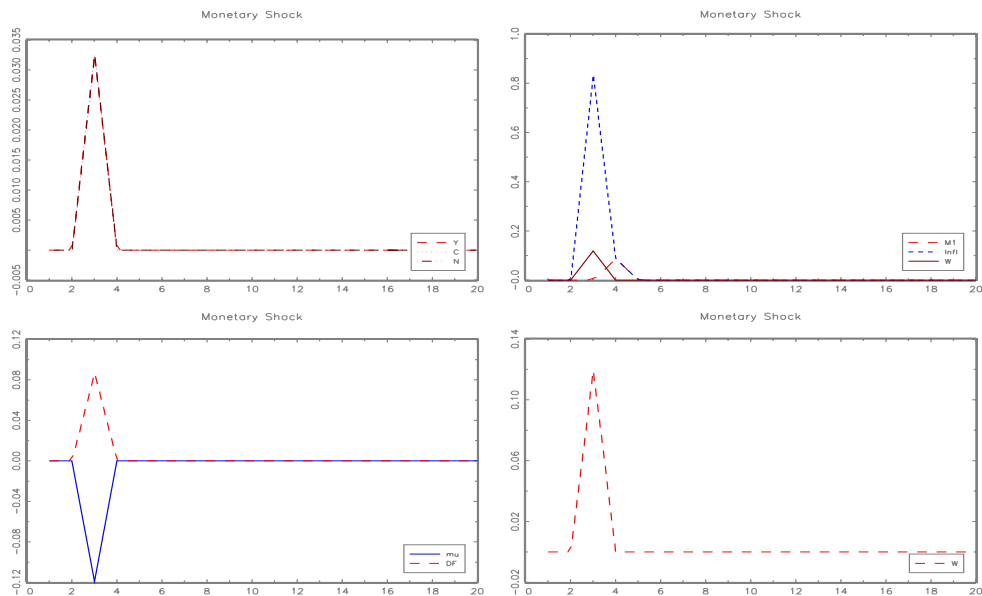 Monetary Shock
0.035
0.030
0.025
0.020
0.015
0.010
0.005
−0.005
Y
C
N
0 2 4 6 8 10 12 14 16 18 20
Monetary Shock
1.0
0.8
0.6
0.4
0.2
−0.0
M1
Infl
W
0 2 4 6 8 10 12 14 16 18 20
Monetary Shock
0.12
0.08
0.04
0.00
−0.04
−0.08
−0.12
mu
DF
0 2 4 6 8 10 12 14 16 18 20
Monetary Shock
0.14
0.10
0.06
0.02
−0.02
W
0 2 4 6 8 10 12 14 16 18 20